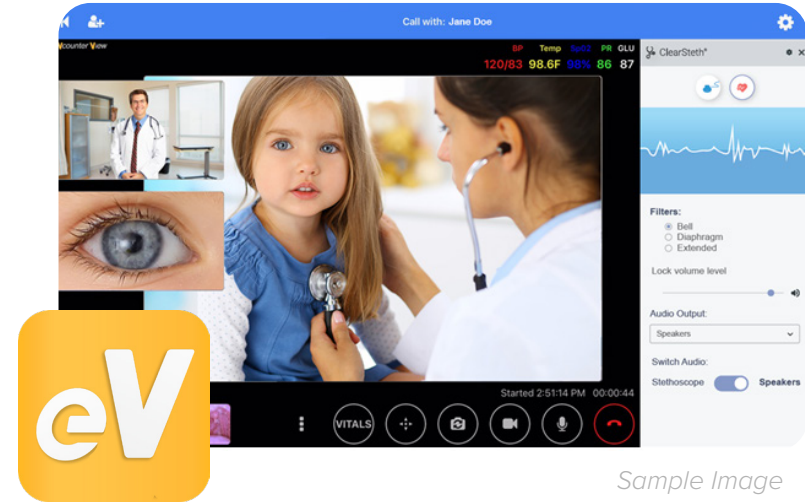 Call with: Jane Doe
counter View
BP Temp SpO2 PR GLU
120/83 98.6F 98% 86 87
ClearSteth*
Filters:
Bell
Diaphragm
Extended
Lock volume level
Audio Output:
Speakers
Switch Audio:
Stethoscope Speakers
Started 2:51:14 PM 00:00:44
VITALS
eV
Sample Image